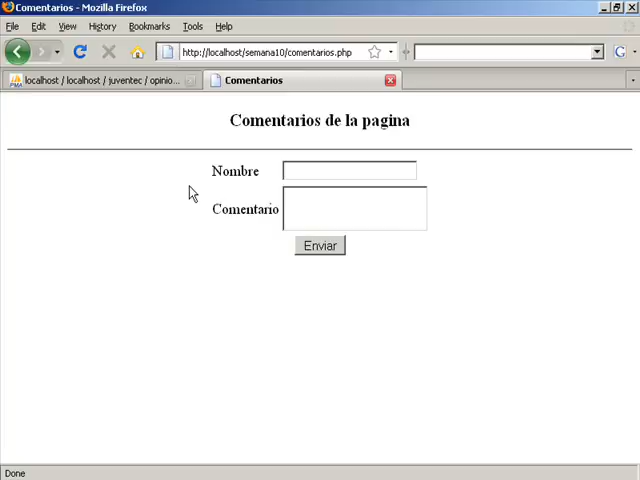 Comentarios - Mozilla Firefox
File Edit View History Bookmarks Tools Help
http://localhost/semana10/comentarios.php
G
PMA localhost / localhost / juventec / opinio...
Comentarios
Comentarios de la pagina
Nombre
Comentario
Enviar
Done